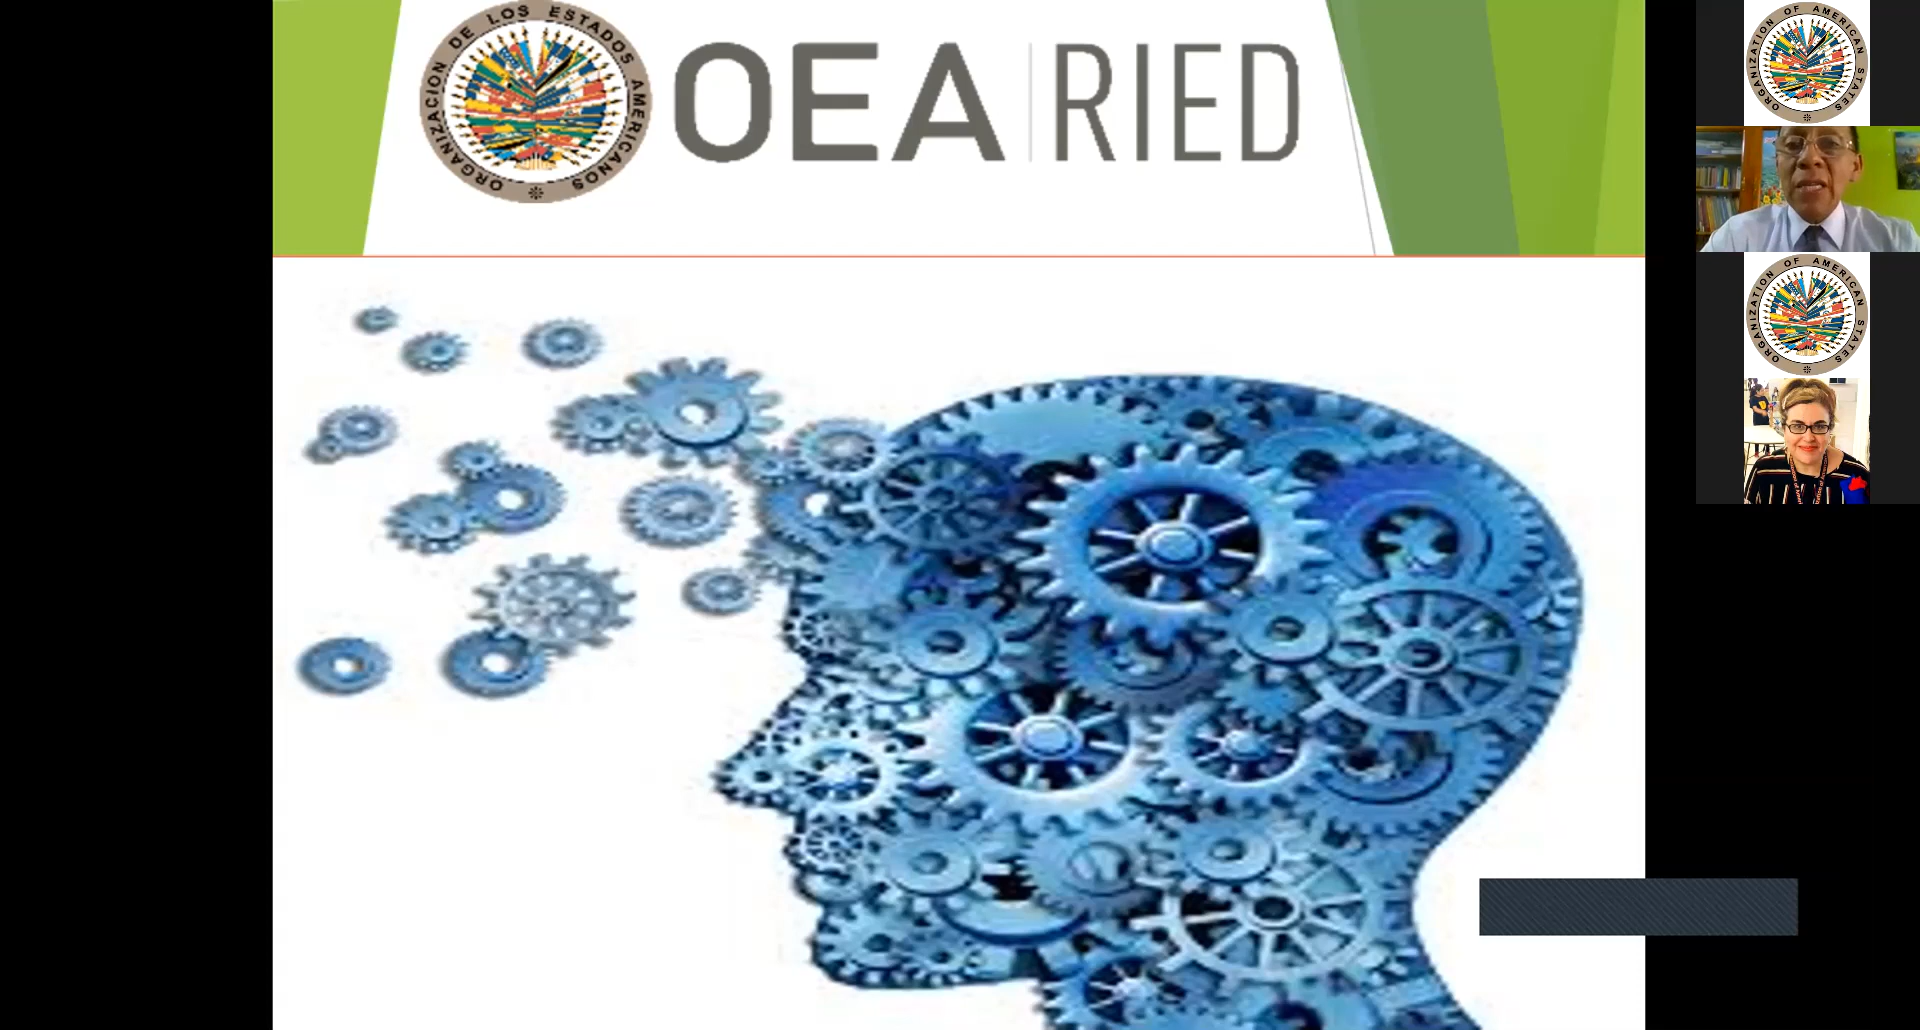 ORGANIZACION DE LOS ESTADOS AMERICANOS
OEA RIED
ORGANIZATION OF AMERICAN STATES
ORGANIZATION OF AMERICAN STATES